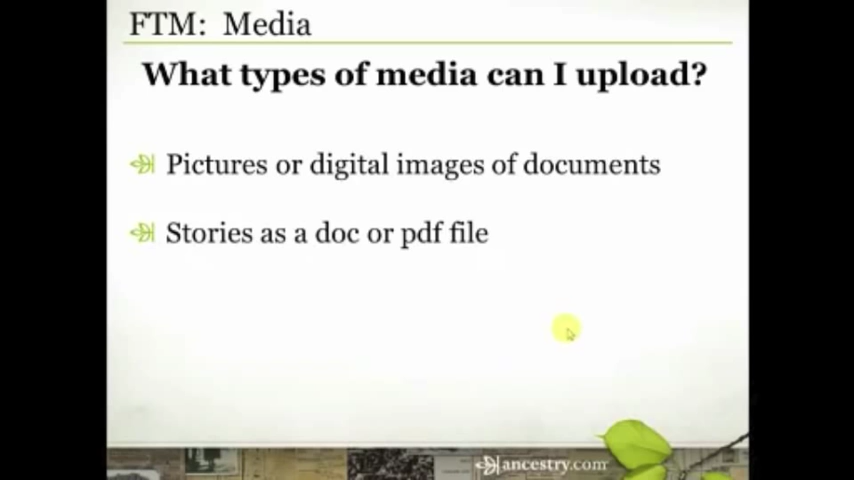 FTM: Media
What types of media can I upload?
Pictures or digital images of documents
Stories as a doc or pdf file
ancestry.com